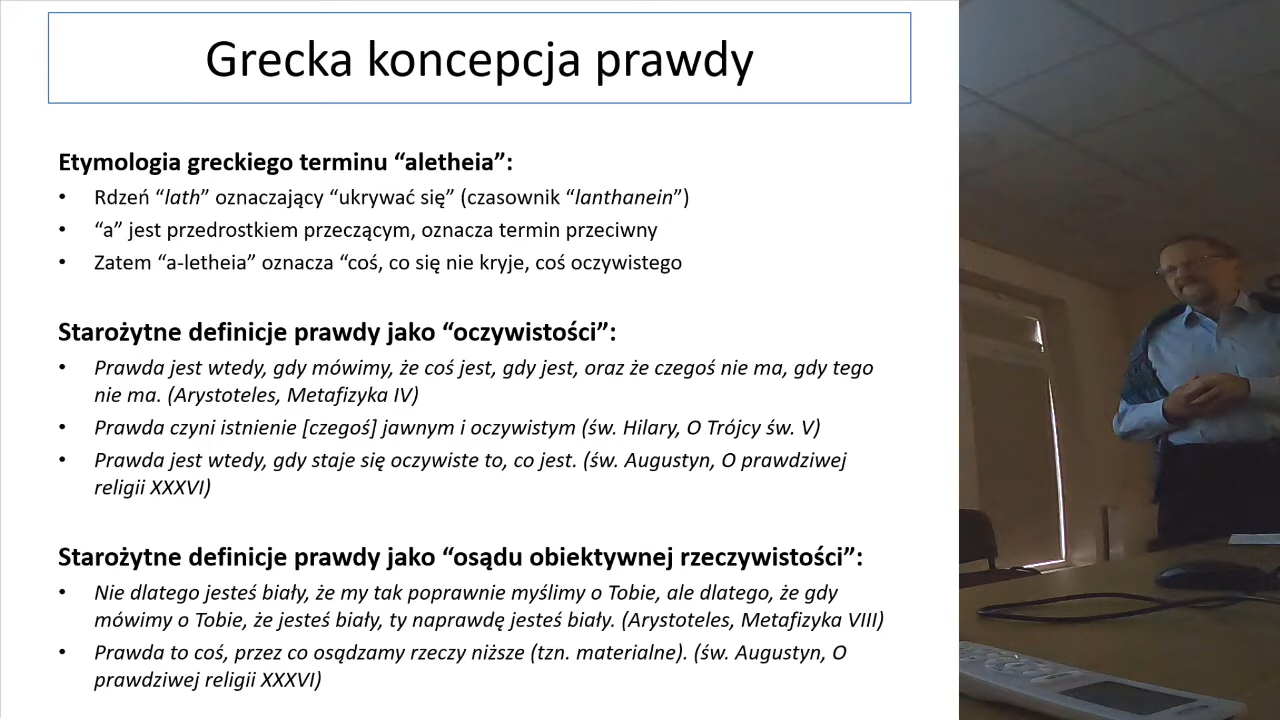 Grecka koncepcja prawdy
Etymologia greckiego terminu “aletheia”:
• Rdzeń “lath” oznaczający “ukrywać się” (czasownik “lanthanein”)
• “a” jest przedrostkiem przeczącym, oznacza termin przeciwny
• Zatem “a-letheia” oznacza “coś, co się nie kryje, coś oczywistego
Starożytne definicje prawdy jako “oczywistości”:
• Prawda jest wtedy, gdy mówimy, że coś jest, gdy jest, oraz że czegoś nie ma, gdy tego
nie ma. (Arystoteles, Metafizyka IV)
• Prawda czyni istnienie [czegoś] jawnym i oczywistym (św. Hilary, O Trójcy św. V)
• Prawda jest wtedy, gdy staje się oczywiste to, co jest. (św. Augustyn, O prawdziwej
religii XXXVI)
Starożytne definicje prawdy jako “osądu obiektywnej rzeczywistości”:
• Nie dlatego jesteś biały, że my tak poprawnie myślimy o Tobie, ale dlatego, że gdy
mówimy o Tobie, że jesteś biały, ty naprawdę jesteś biały. (Arystoteles, Metafizyka VIII)
• Prawda to coś, przez co osądzamy rzeczy niższe (tzn. materialne). (św. Augustyn, O
prawdziwej religii XXXVI)